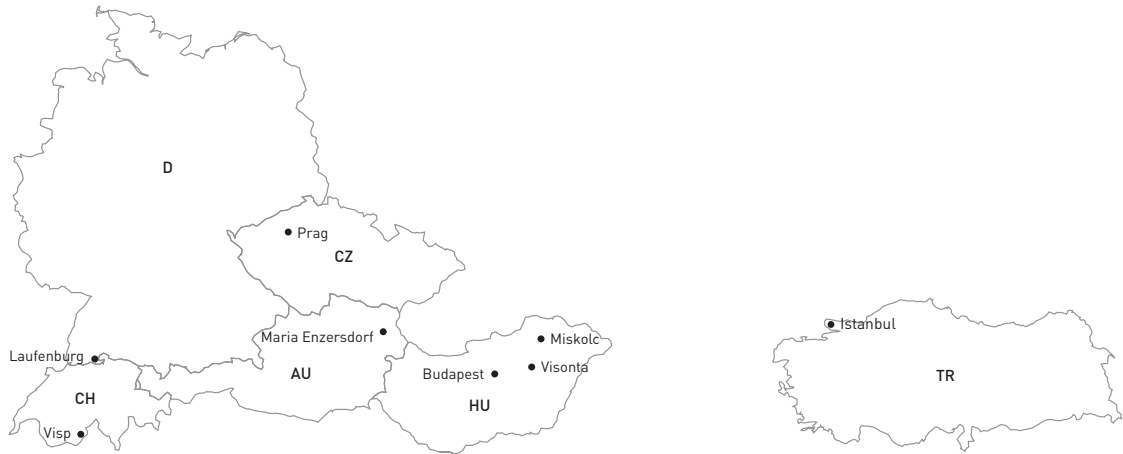 D
Prag
CZ
Istanbul
Maria Enzersdorf
Miskolc
Laufenburg
Visonta
Budapest
AU
TR
CH
HU
Visp